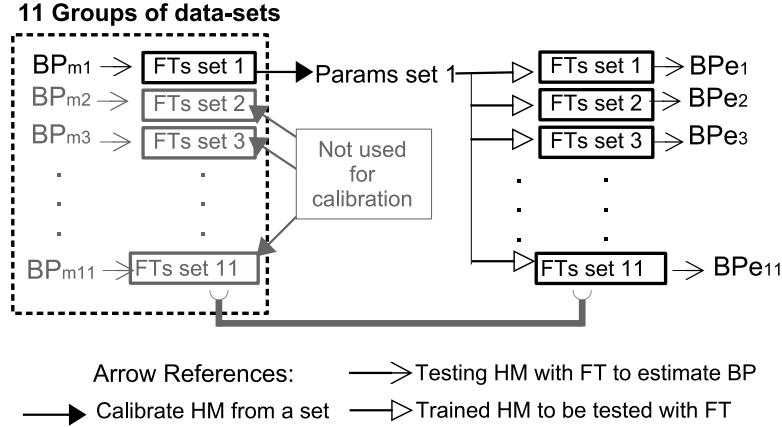 11 Groups of data-sets
BPm1 FTs set 1 Params set 1 FTs set 1 BPe1
BPm2 FTs set 2 FTs set 2 BPe2
BPm3 FTs set 3 FTs set 3 BPe3
Not used
for
calibration
BPm11 FTs set 11 FTs set 11 BPe11
Arrow References:
Testing HM with FT to estimate BP
Calibrate HM from a set
Trained HM to be tested with FT